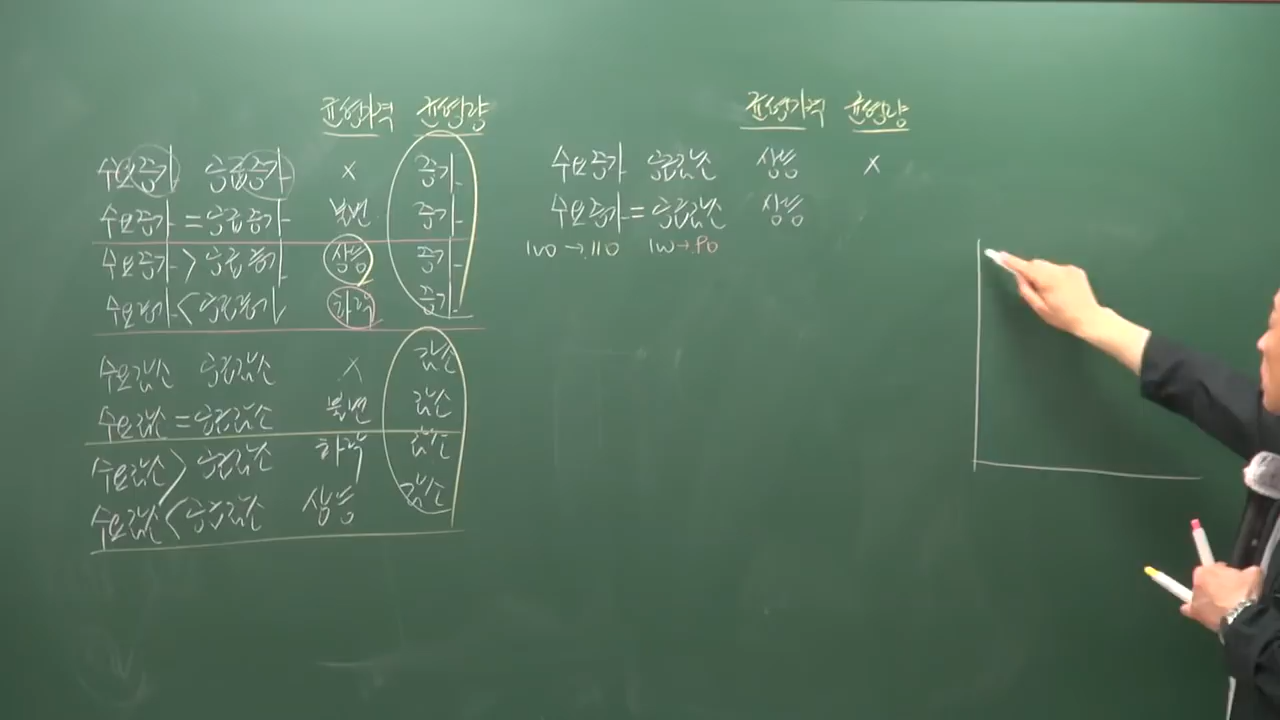 균형가격 균형량
수요증가 공급증가 x 증가
수요증가 = 공급증가 불변 증가
수요증가 > 공급증가 상승 증가
수요증가 < 공급증가 하락 증가
수요감소 공급감소 x 감소
수요감소 = 공급감소 불변 감소
수요감소 > 공급감소 하락 감소
수요감소 < 공급감소 상승 감소
균형가격 균형량
수요증가 공급감소 상승 x
수요증가 = 공급감소 상승
100 → 110 100 → 90